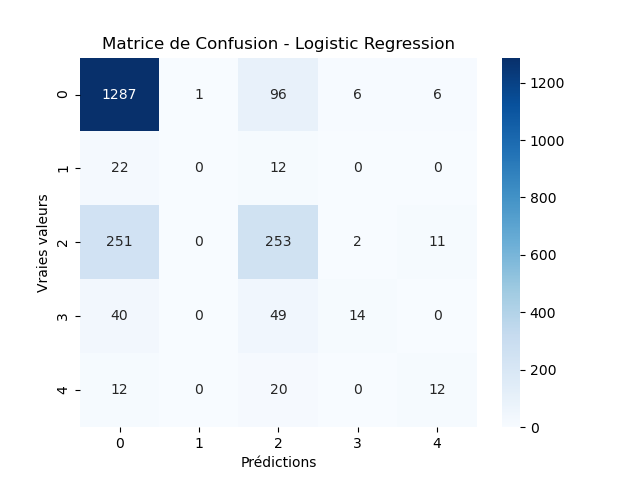 Matrice de Confusion - Logistic Regression
0 1287 1 96 6 6
1 22 0 12 0 0
2 251 0 253 2 11
3 40 0 49 14 0
4 12 0 20 0 12
0 1 2 3 4
Prédictions
Vraies valeurs
1200
1000
800
600
400
200
0